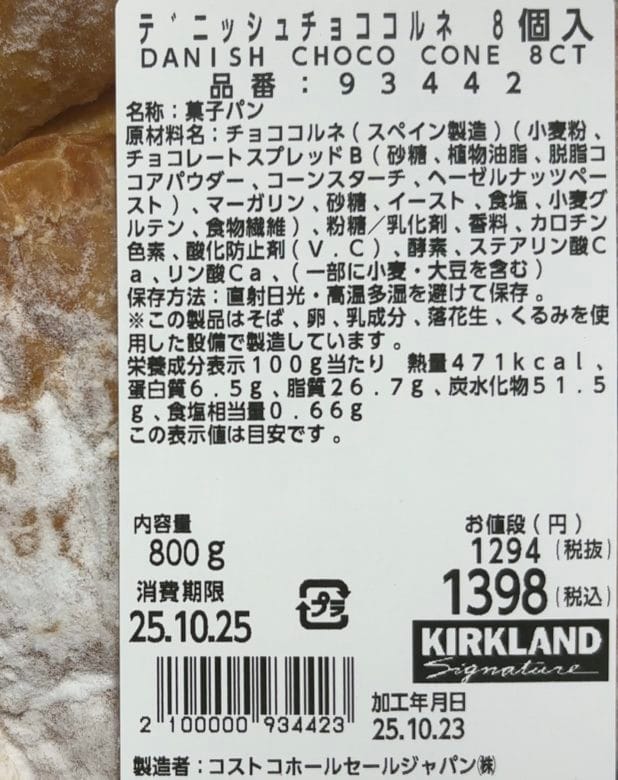 デニッシュチョココルネ 8個入
DANISH CHOCO CONE 8CT
品番：93442
名称：菓子パン
原材料名：チョココルネ(スペイン製造)(小麦粉、
チョコレートスプレッドB(砂糖、植物油脂、脱脂コ
コアパウダー、コーンスターチ、ヘーゼルナッツペー
スト)、マーガリン、砂糖、イースト、食塩、小麦グ
ルテン、食物繊維)、粉糖／乳化剤、香料、カロチン
色素、酸化防止剤(V.C)、酵素、ステアリン酸C
a、リン酸Ca、(一部に小麦・大豆を含む)
保存方法：直射日光・高温多湿を避けて保存。
※この製品はそば、卵、乳成分、落花生、くるみを使
用した設備で製造しています。
栄養成分表示100g当たり 熱量471kcal、
蛋白質6.5g、脂質26.7g、炭水化物51.5
g、食塩相当量0.66g
この表示値は目安です。
内容量
800g
お値段(円)
1294(税抜)
1398(税込)
消費期限
25.10.25
プラ
KIRKLAND
Signature
2 100000 934423
加工年月日
25.10.23
製造者：コストコホールセールジャパン㈱